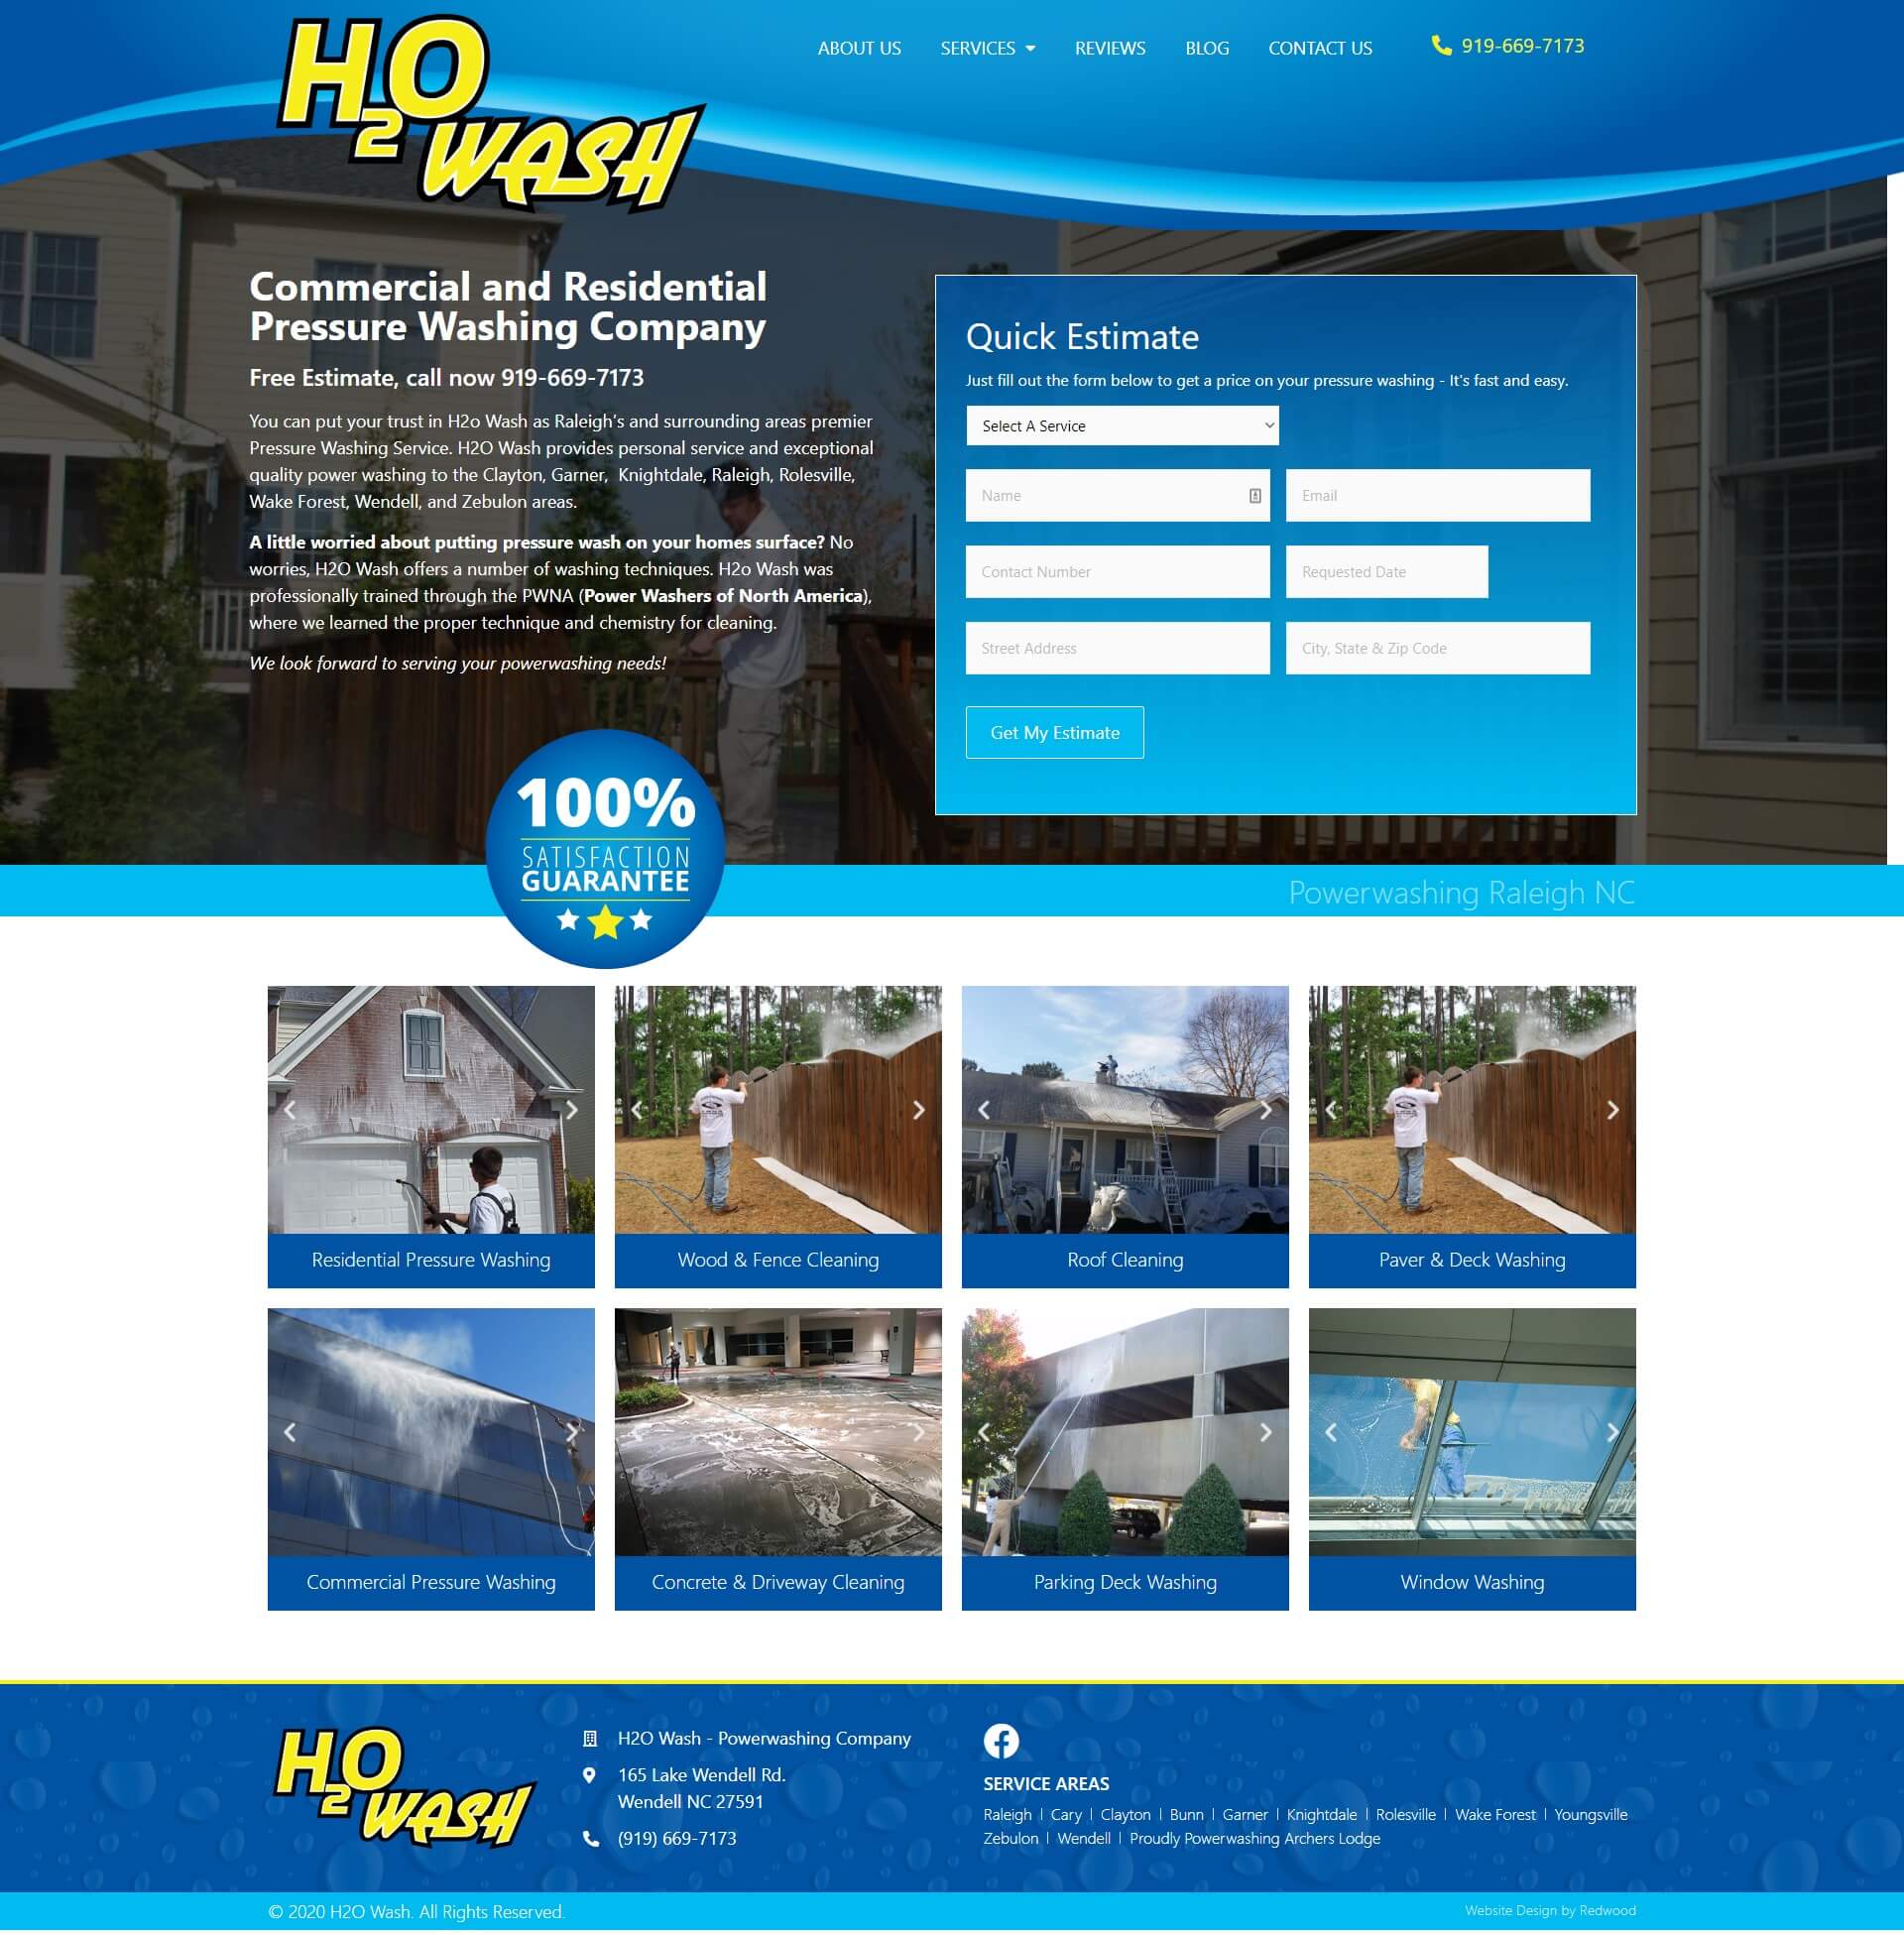 H2O WASH
ABOUT US SERVICES REVIEWS BLOG CONTACT US 919-669-7173
Commercial and Residential
Pressure Washing Company
Free Estimate, call now 919-669-7173
You can put your trust in H2o Wash as Raleigh's and surrounding areas premier
Pressure Washing Service. H2O Wash provides personal service and exceptional
quality power washing to the Clayton, Garner, Knightdale, Raleigh, Rolesville,
Wake Forest, Wendell, and Zebulon areas.
A little worried about putting pressure wash on your homes surface? No
worries, H2O Wash offers a number of washing techniques. H2o Wash was
professionally trained through the PWNA (Power Washers of North America),
where we learned the proper technique and chemistry for cleaning.
We look forward to serving your powerwashing needs!
Quick Estimate
Just fill out the form below to get a price on your pressure washing - It's fast and easy.
Select A Service
Name Email
Contact Number Requested Date
Street Address City, State & Zip Code
Get My Estimate
100%
SATISFACTION
GUARANTEE
Powerwashing Raleigh NC
Residential Pressure Washing Wood & Fence Cleaning Roof Cleaning Paver & Deck Washing
Commercial Pressure Washing Concrete & Driveway Cleaning Parking Deck Washing Window Washing
H2O WASH
H2O Wash - Powerwashing Company
165 Lake Wendell Rd.
Wendell NC 27591
(919) 669-7173
SERVICE AREAS
Raleigh | Cary | Clayton | Bunn | Garner | Knightdale | Rolesville | Wake Forest | Youngsville
Zebulon | Wendell | Proudly Powerwashing Archers Lodge
© 2020 H2O Wash. All Rights Reserved.
Website Design by Redwood